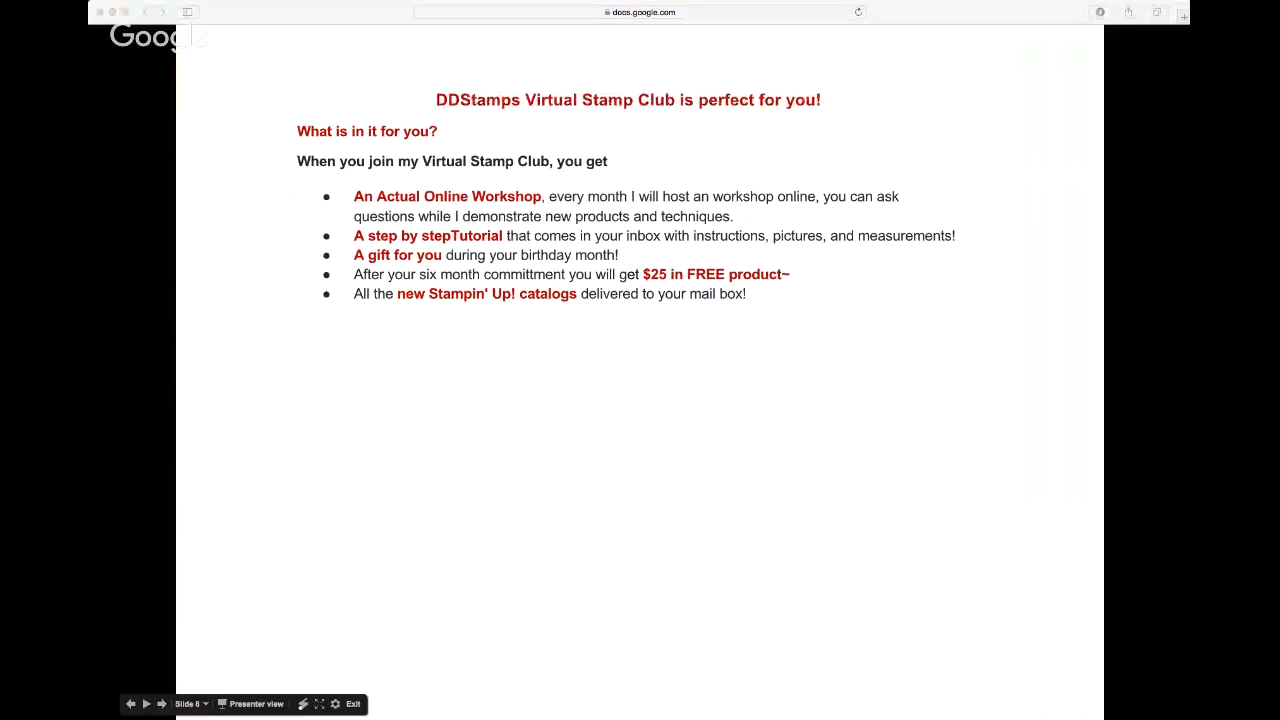 docs.google.com
Google
DDStamps Virtual Stamp Club is perfect for you!
What is in it for you?
When you join my Virtual Stamp Club, you get
● An Actual Online Workshop, every month I will host an workshop online, you can ask
questions while I demonstrate new products and techniques.
● A step by stepTutorial that comes in your inbox with instructions, pictures, and measurements!
● A gift for you during your birthday month!
● After your six month committment you will get $25 in FREE product~
● All the new Stampin' Up! catalogs delivered to your mail box!
Slide 8 Presenter view Exit